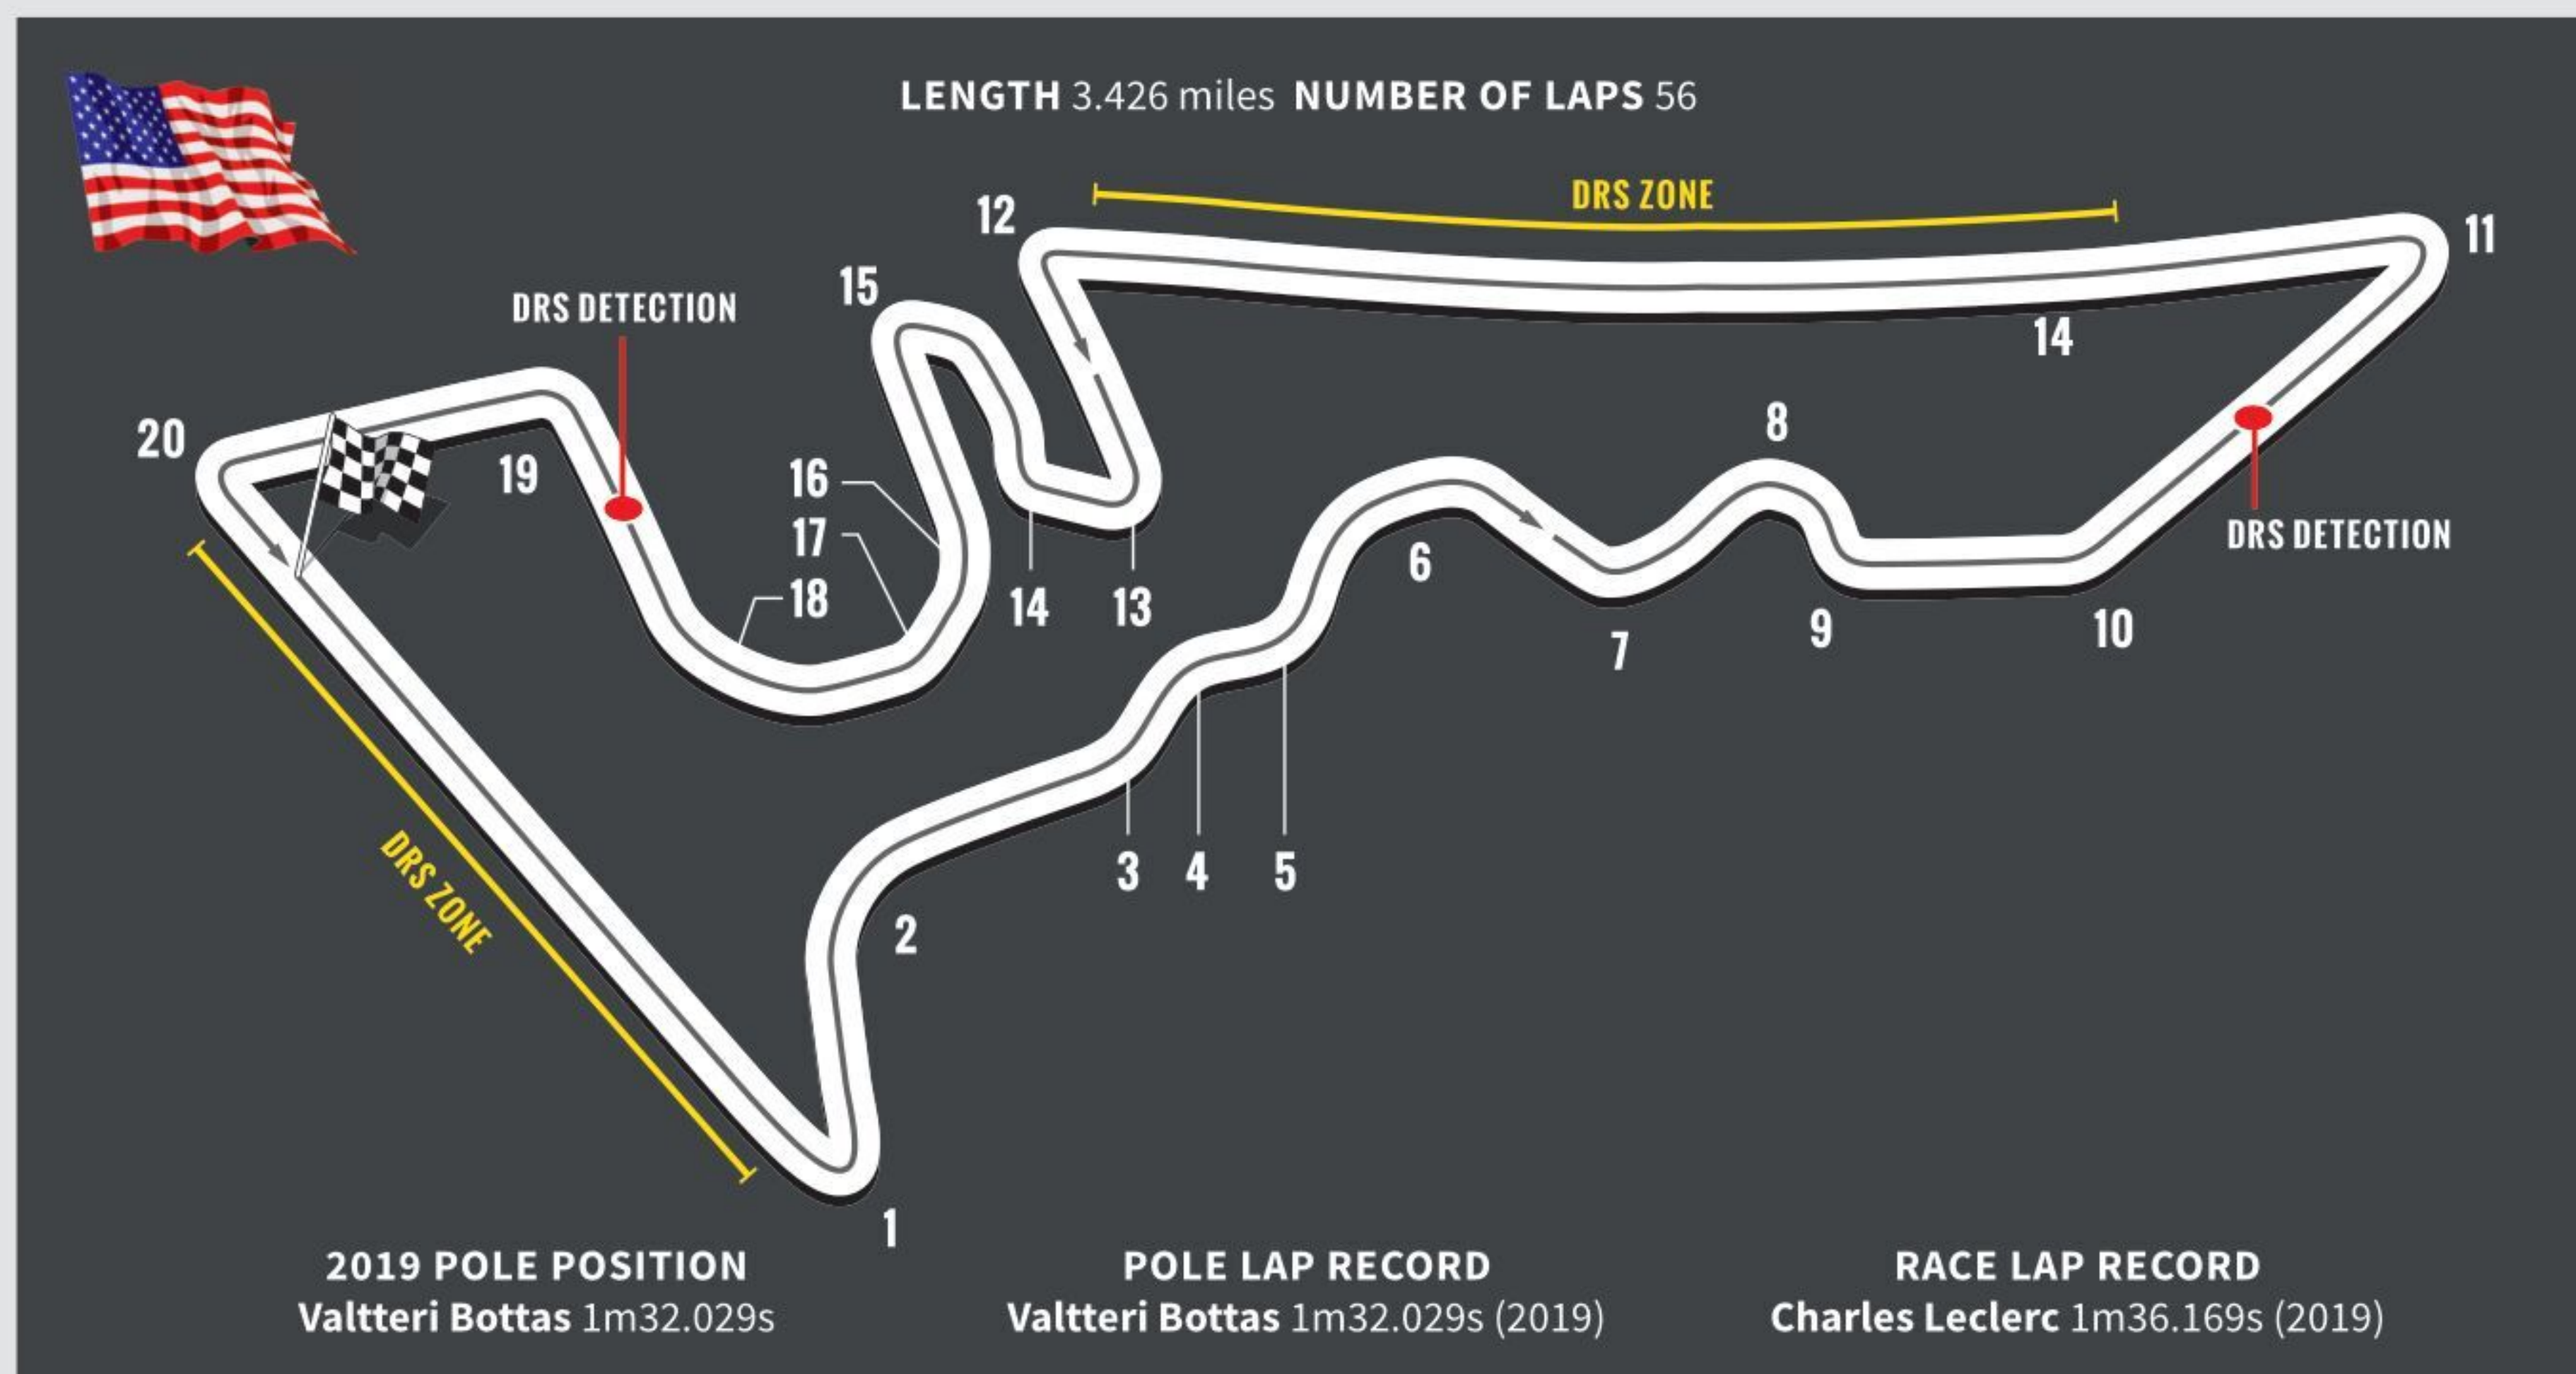 LENGTH 3.426 miles NUMBER OF LAPS 56
DRS ZONE
12
11
15
DRS DETECTION
14
20
19
8
16
17
18
14
13
6
DRS DETECTION
7
9
10
3
4
5
DRS ZONE
2
1
2019 POLE POSITION
Valtteri Bottas 1m32.029s
POLE LAP RECORD
Valtteri Bottas 1m32.029s (2019)
RACE LAP RECORD
Charles Leclerc 1m36.169s (2019)